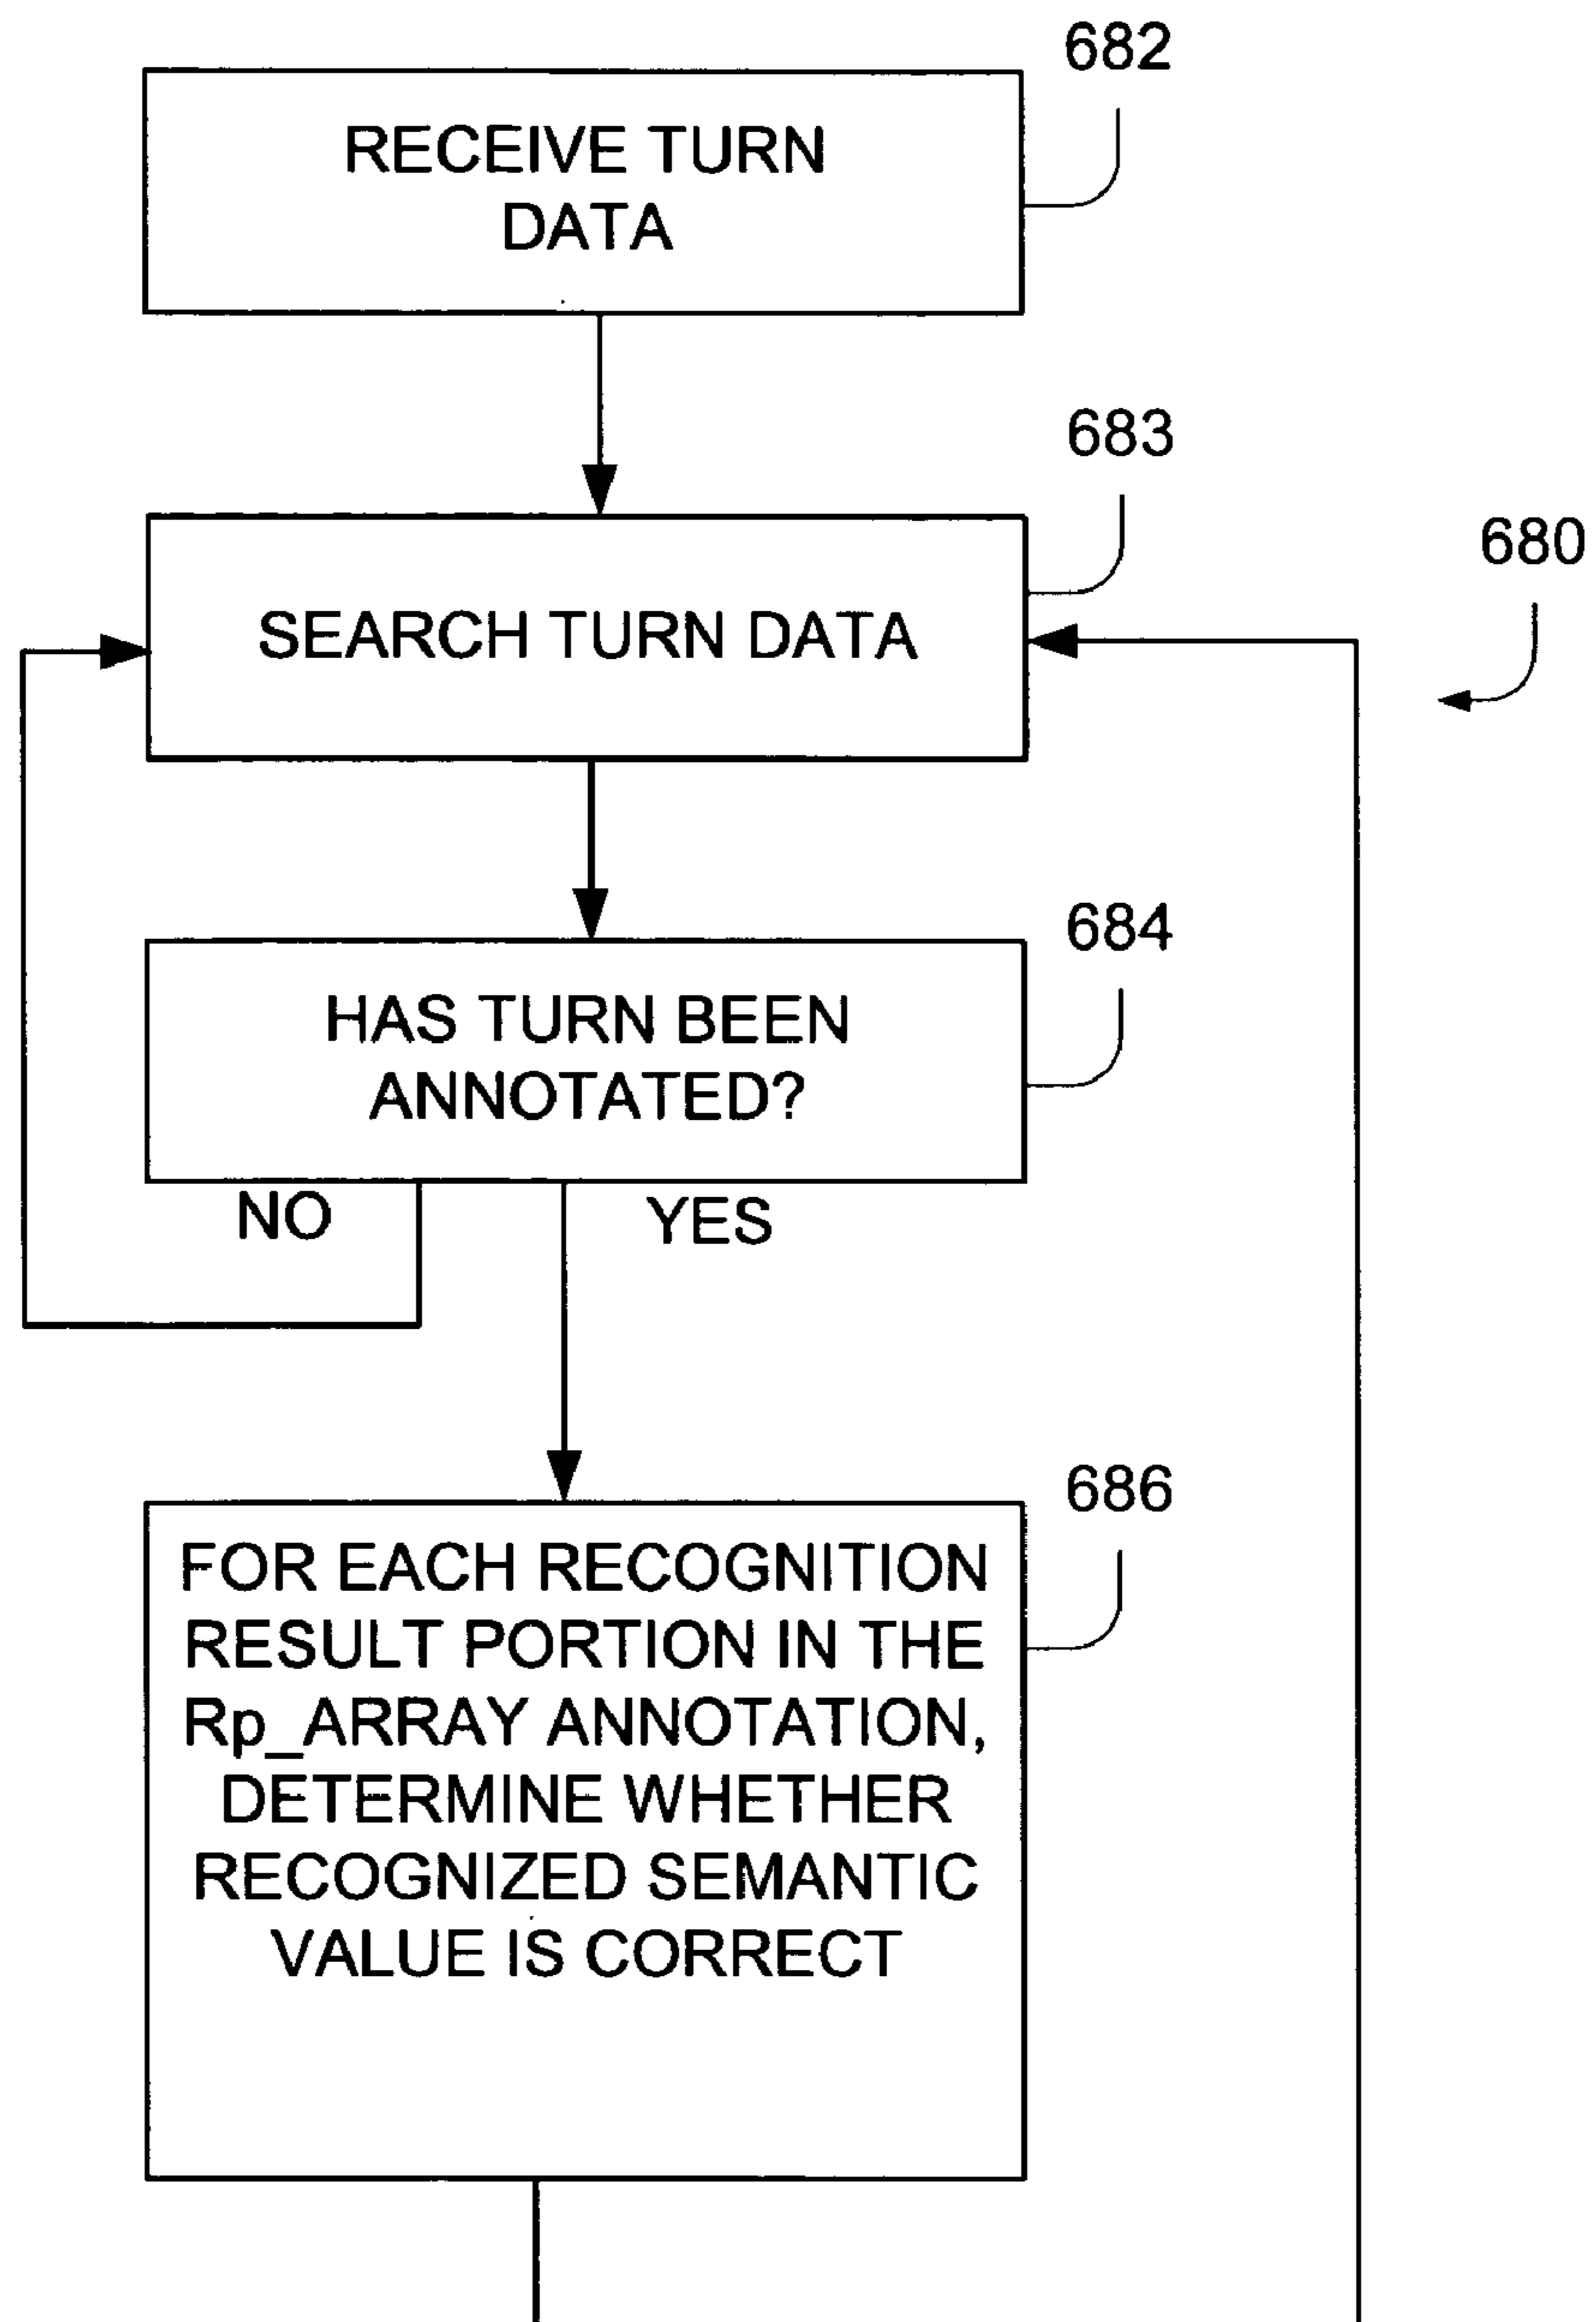 682
RECEIVE TURN
DATA
683
680
SEARCH TURN DATA
684
HAS TURN BEEN
ANNOTATED?
NO
YES
686
FOR EACH RECOGNITION
RESULT PORTION IN THE
Rp_ARRAY ANNOTATION,
DETERMINE WHETHER
RECOGNIZED SEMANTIC
VALUE IS CORRECT